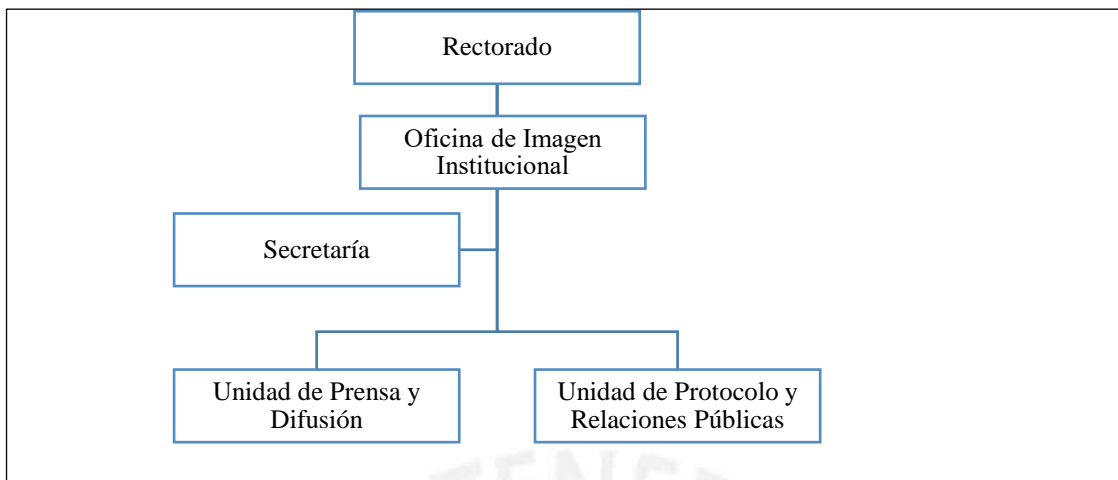 Rectorado
Oficina de Imagen
Institucional
Secretaría
Unidad de Prensa y
Difusión
Unidad de Protocolo y
Relaciones Públicas